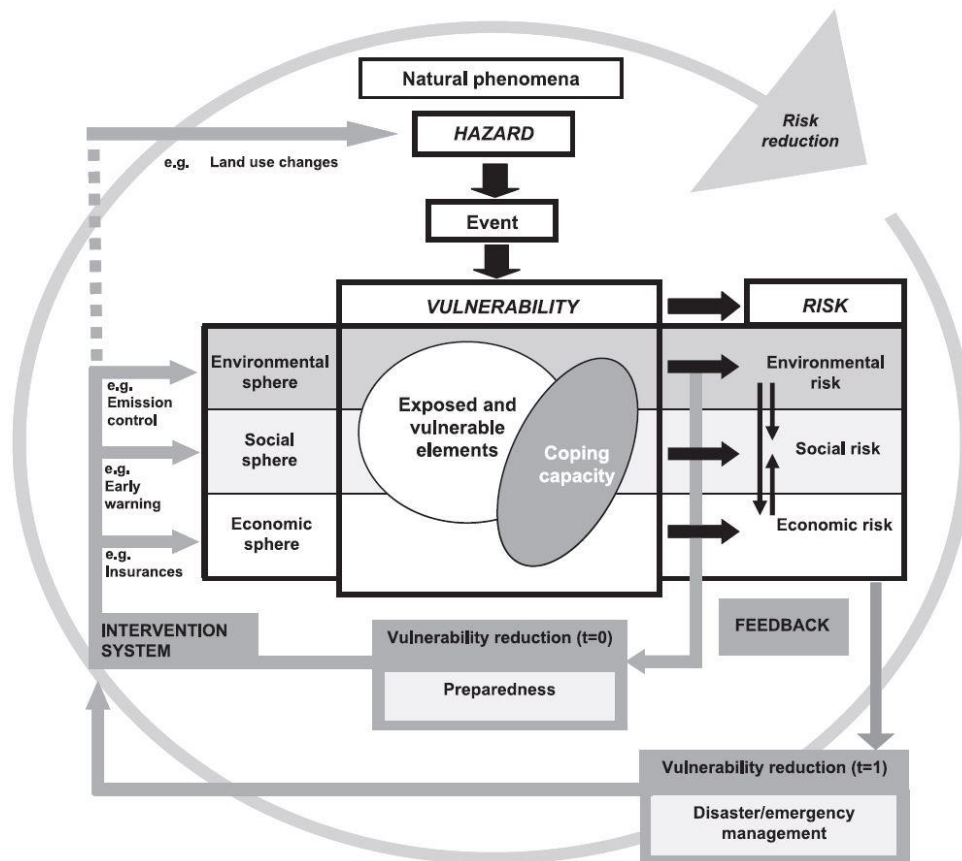 Natural phenomena
HAZARD
Risk
reduction
e.g. Land use changes
Event
VULNERABILITY
RISK
Environmental
sphere
Environmental
risk
e.g.
Emission
control
Exposed and
vulnerable
elements
Social
sphere
Coping
capacity
Social risk
e.g.
Early
warning
Economic
sphere
Economic risk
e.g.
Insurances
INTERVENTION
SYSTEM
Vulnerability reduction (t=0)
FEEDBACK
Preparedness
Vulnerability reduction (t=1)
Disaster/emergency
management